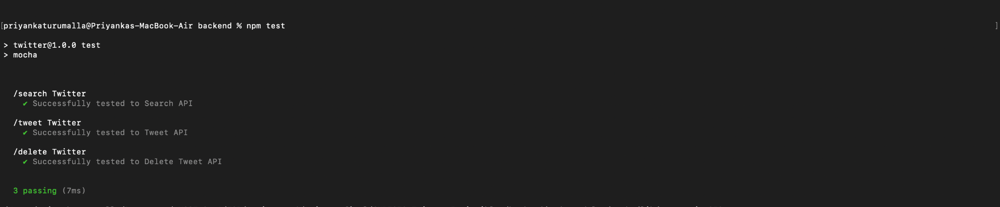 [priyankaturumalla@Priyankas-MacBook-Air backend % npm test ]
> twitter@1.0.0 test
> mocha
/search Twitter
✔ Successfully tested to Search API
/tweet Twitter
✔ Successfully tested to Tweet API
/delete Twitter
✔ Successfully tested to Delete Tweet API
3 passing (7ms)